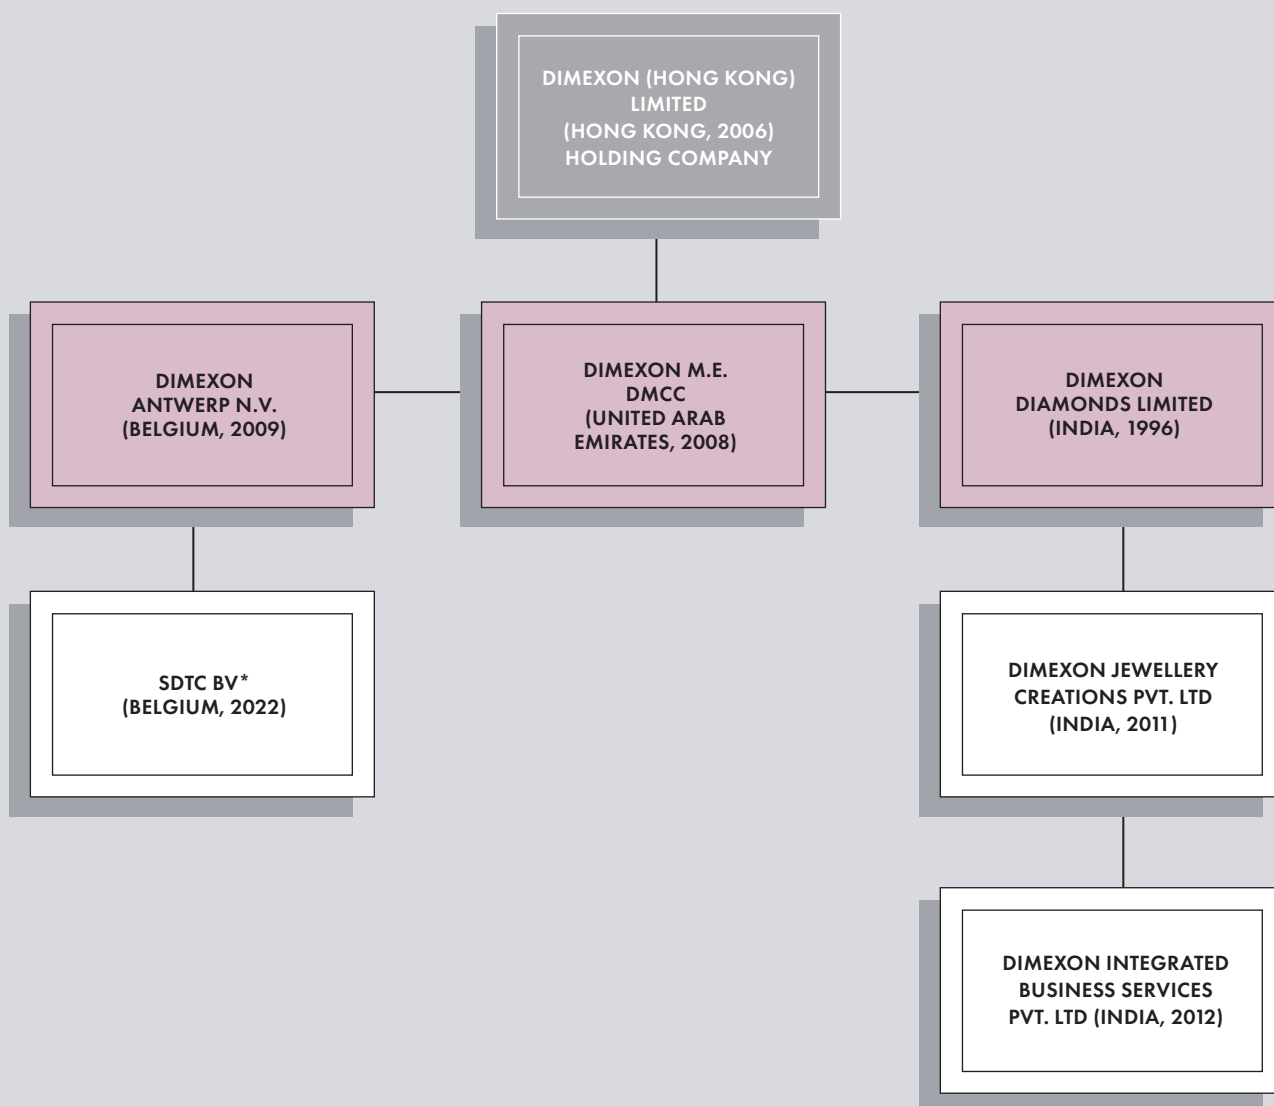 DIMEXON (HONG KONG)
LIMITED
(HONG KONG, 2006)
HOLDING COMPANY
DIMEXON
ANTWERP N.V.
(BELGIUM, 2009)
DIMEXON M.E.
DMCC
(UNITED ARAB
EMIRATES, 2008)
DIMEXON
DIAMONDS LIMITED
(INDIA, 1996)
SDTC BV*
(BELGIUM, 2022)
DIMEXON JEWELLERY
CREATIONS PVT. LTD
(INDIA, 2011)
DIMEXON INTEGRATED
BUSINESS SERVICES
PVT. LTD (INDIA, 2012)